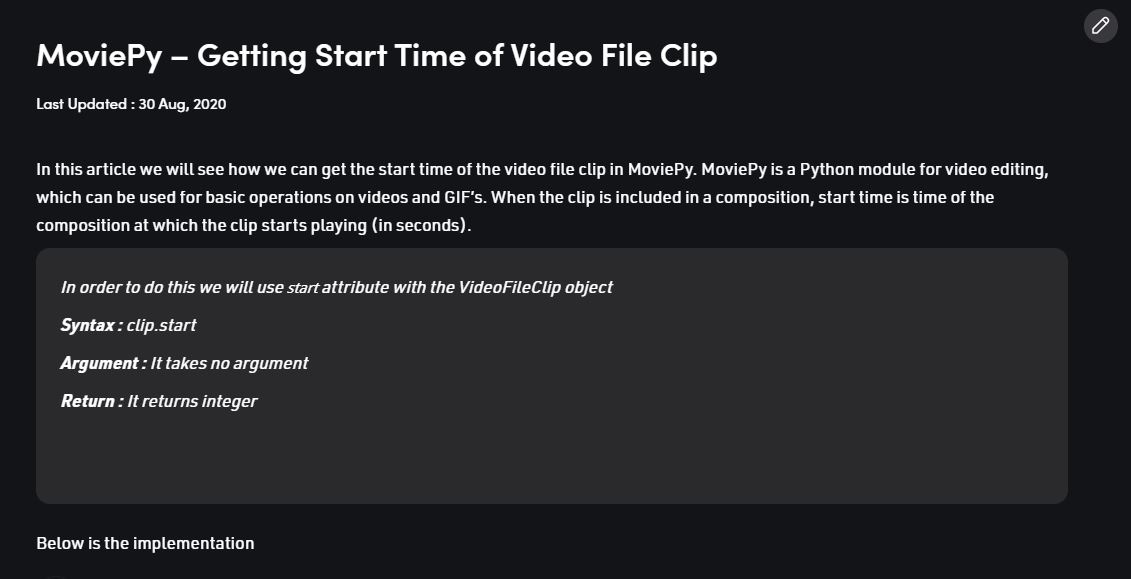 MoviePy – Getting Start Time of Video File Clip
Last Updated : 30 Aug, 2020
In this article we will see how we can get the start time of the video file clip in MoviePy. MoviePy is a Python module for video editing,
which can be used for basic operations on videos and GIF’s. When the clip is included in a composition, start time is time of the
composition at which the clip starts playing (in seconds).
In order to do this we will use start attribute with the VideoFileClip object
Syntax : clip.start
Argument : It takes no argument
Return : It returns integer
Below is the implementation